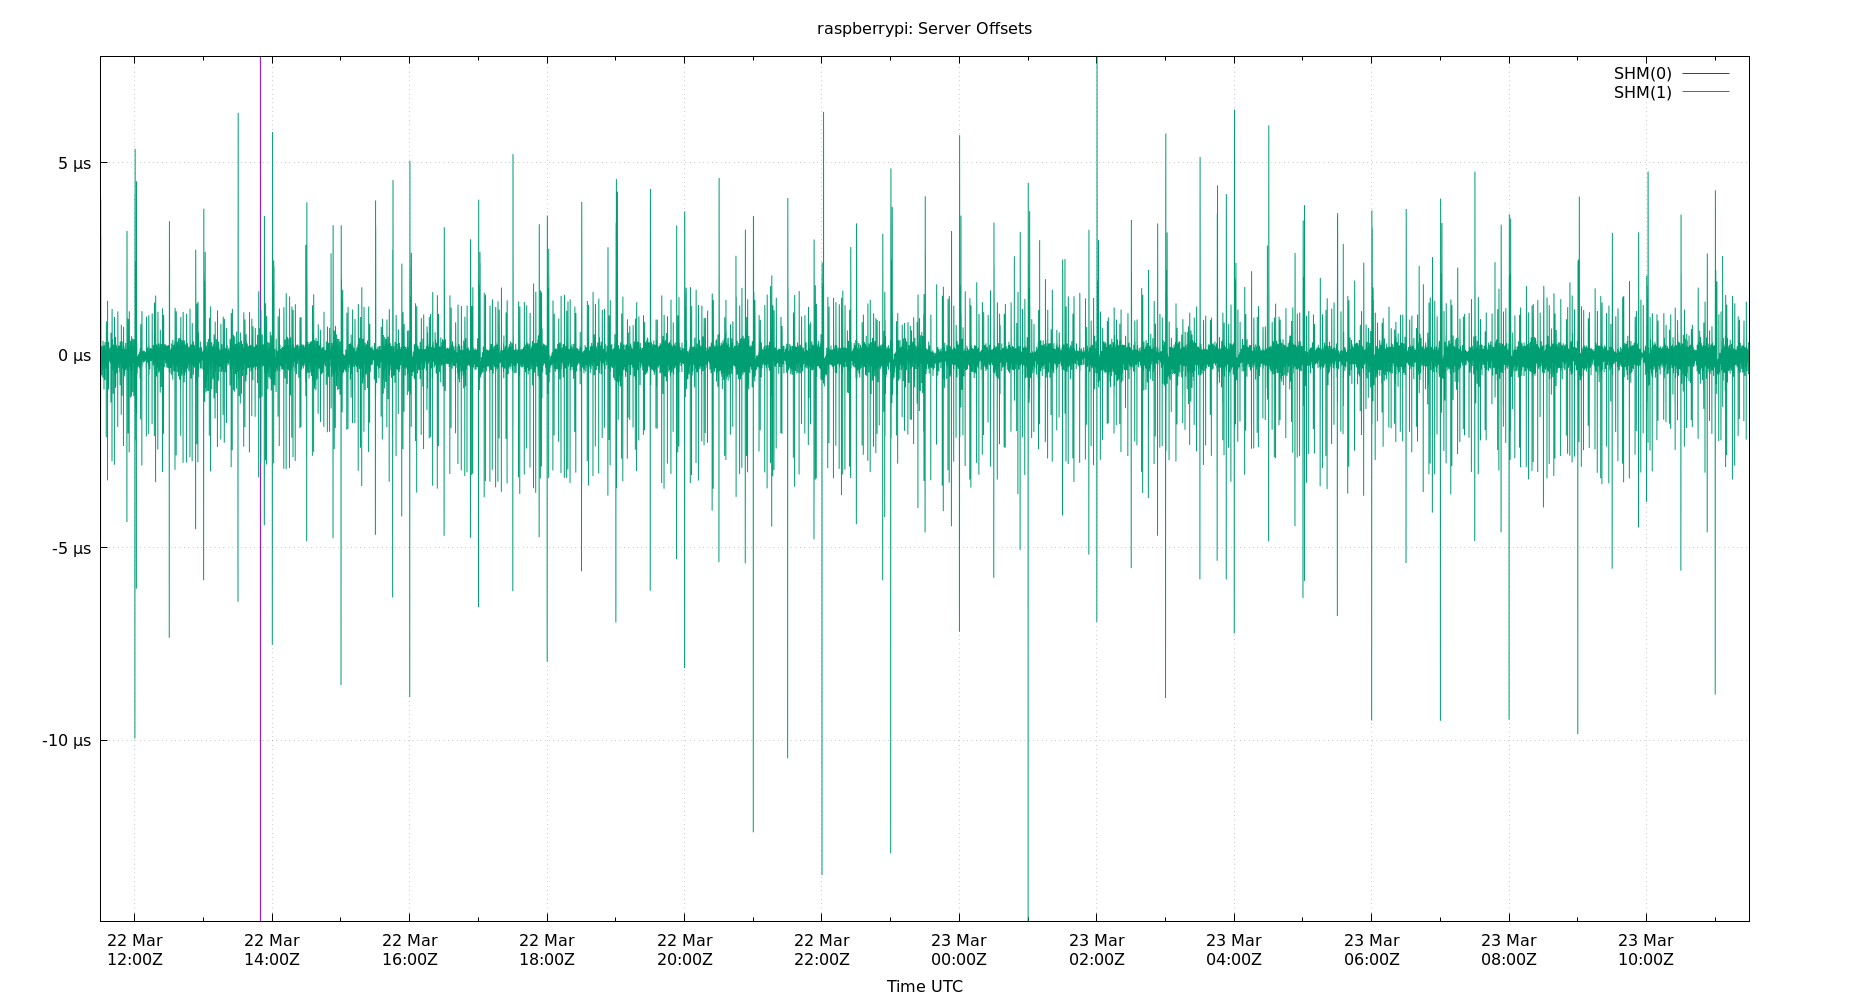 raspberrypi: Server Offsets
SHM(0)
SHM(1)
5 µs
0 µs
-5 µs
-10 µs
22 Mar 22 Mar 22 Mar 22 Mar 22 Mar 22 Mar 23 Mar 23 Mar 23 Mar 23 Mar 23 Mar 23 Mar
12:00Z 14:00Z 16:00Z 18:00Z 20:00Z 22:00Z 00:00Z 02:00Z 04:00Z 06:00Z 08:00Z 10:00Z
Time UTC